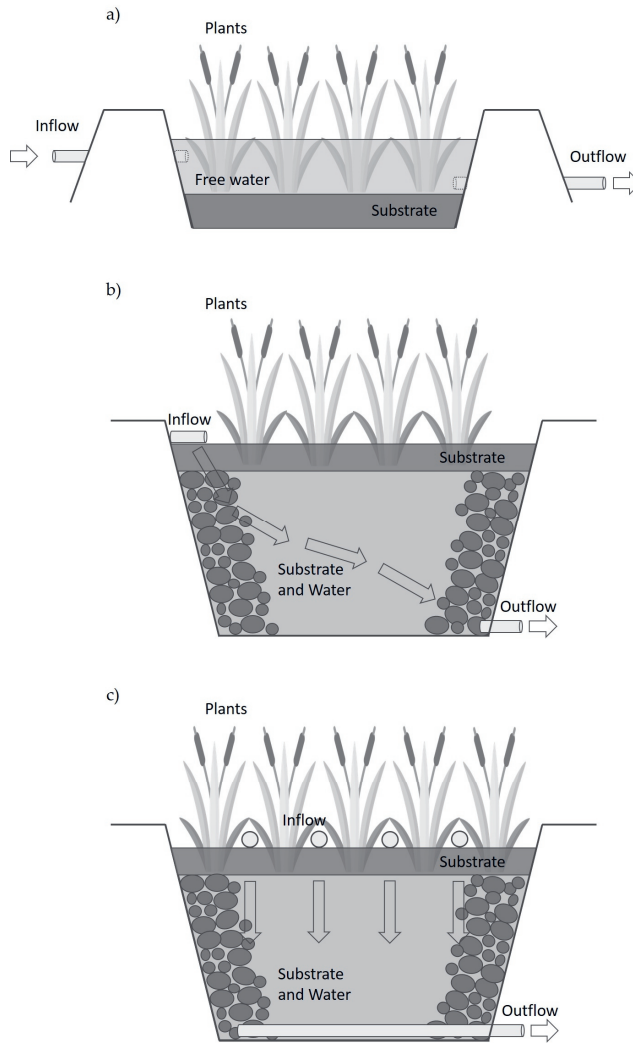 a)
Plants
Inflow
Outflow
Free water
Substrate
b)
Plants
Inflow
Substrate
Substrate
and Water
Outflow
c)
Plants
Inflow
Substrate
Substrate
and Water
Outflow